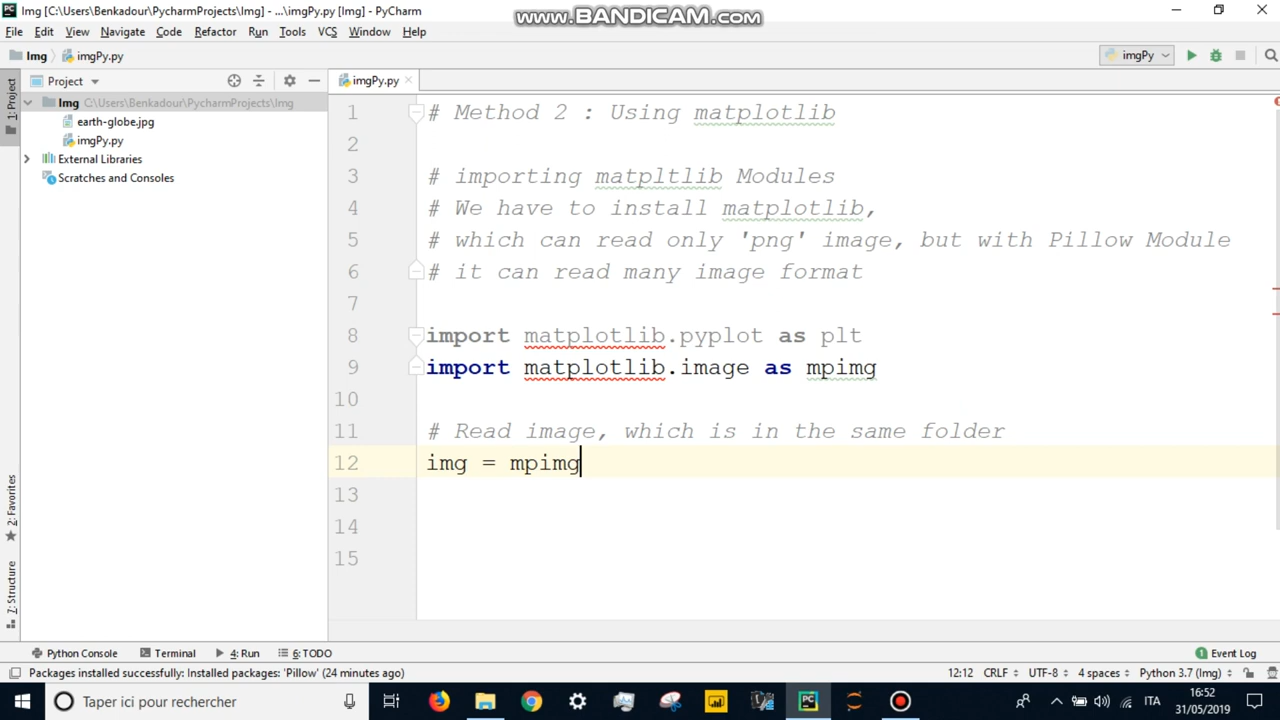 Img [C:\Users\Benkadour\PycharmProjects\Img] - ...\imgPy.py [Img] - PyCharm
www.BANDICAM.com
File Edit View Navigate Code Refactor Run Tools VCS Window Help
Img imgPy.py
imgPy
1: Project
Project
imgPy.py
Img C:\Users\Benkadour\PycharmProjects\Img
earth-globe.jpg
imgPy.py
External Libraries
Scratches and Consoles
1 # Method 2 : Using matplotlib
2
3 # importing matpltlib Modules
4 # We have to install matplotlib,
5 # which can read only 'png' image, but with Pillow Module
6 # it can read many image format
7
8 import matplotlib.pyplot as plt
9 import matplotlib.image as mpimg
10
11 # Read image, which is in the same folder
12 img = mpimg
13
14
15
2: Favorites
7: Structure
Python Console Terminal 4: Run 6: TODO
1 Event Log
Packages installed successfully: Installed packages: 'Pillow' (24 minutes ago)
12:12 CRLF UTF-8 4 spaces Python 3.7 (Img)
Taper ici pour rechercher
ITA
16:52
31/05/2019